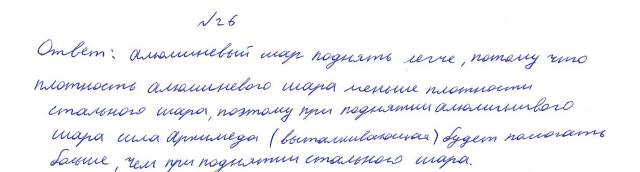 №26
Ответ: алюминевый шар поднять легче, потому что
плотность алюминевого шара меньше плотности
стального шара, поэтому при поднятии алюминивого
шара сила Архимеда (выталкивающая) будет помогать
больше, чем при поднятии стального шара.